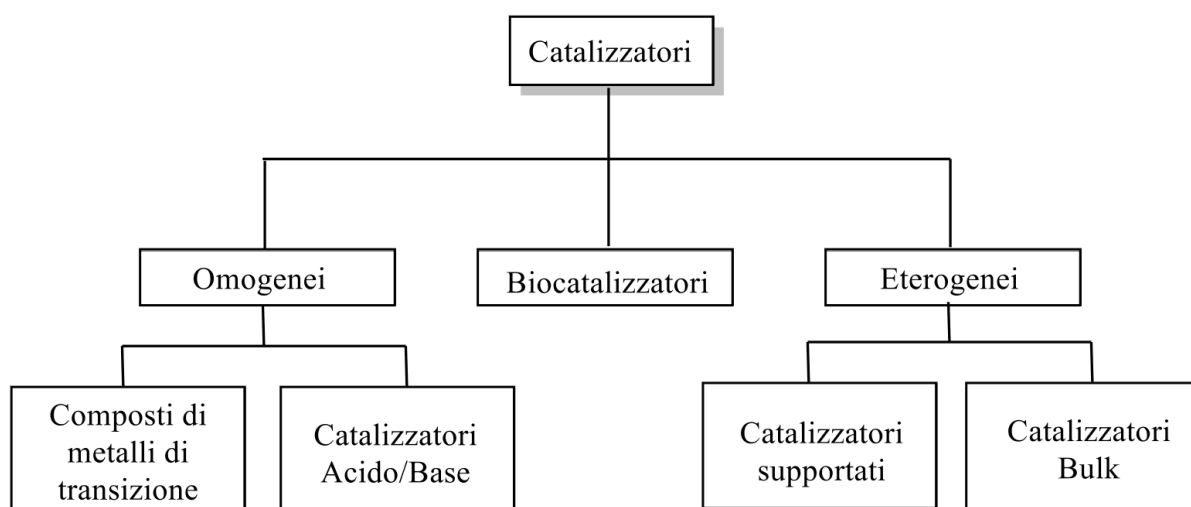 Catalizzatori
Omogenei
Biocatalizzatori
Eterogenei
Composti di
metalli di
transizione
Catalizzatori
Acido/Base
Catalizzatori
supportati
Catalizzatori
Bulk